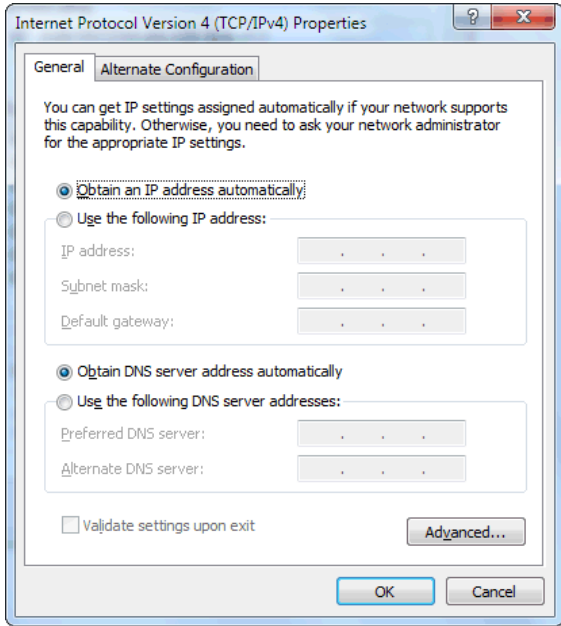 Internet Protocol Version 4 (TCP/IPv4) Properties
General
Alternate Configuration
You can get IP settings assigned automatically if your network supports
this capability. Otherwise, you need to ask your network administrator
for the appropriate IP settings.
Obtain an IP address automatically
Use the following IP address:
IP address:
Subnet mask:
Default gateway:
Obtain DNS server address automatically
Use the following DNS server addresses:
Preferred DNS server:
Alternate DNS server:
Validate settings upon exit
Advanced...
OK
Cancel